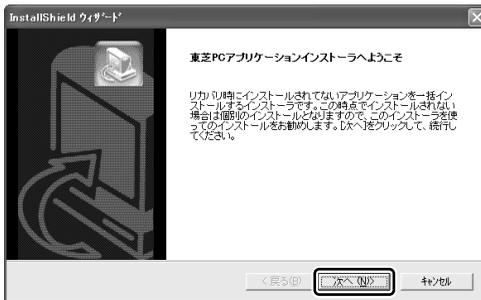 InstallShield ウィザード
東芝PCアプリケーションインストーラへようこそ
リカバリ時にインストールされてないアプリケーションを一括イン
ストールするインストーラです。この時点でインストールされない
場合は個別のインストールとなりますので、このインストーラを使
ってのインストールをお勧めします。[次へ]をクリックして、続行し
てください。
< 戻る(B) 次へ (N)> キャンセル